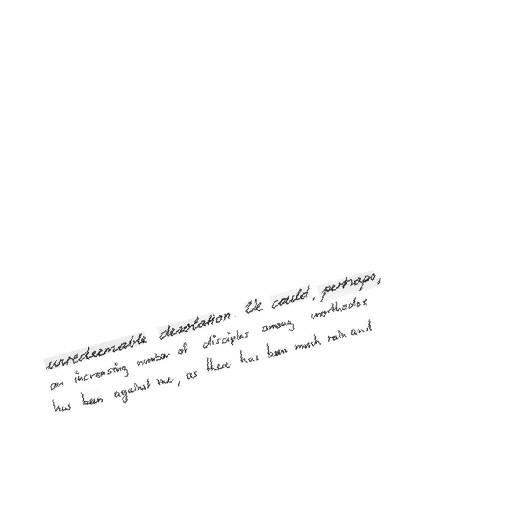 unredeemable desolation. We could, perhaps,
an increasing number of disciples among unorthodox
has been against me, as there has been much rain and